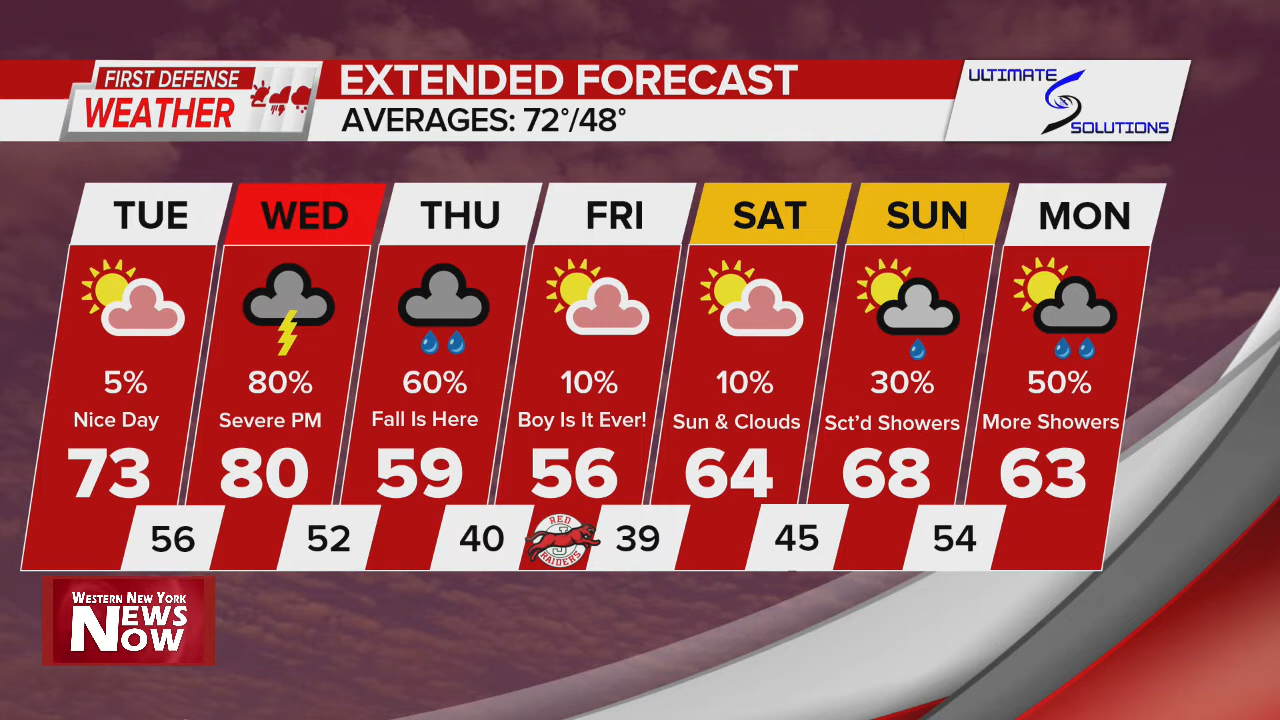 FIRST DEFENSE
WEATHER
EXTENDED FORECAST
AVERAGES: 72°/48°
ULTIMATE
SOLUTIONS
TUE WED THU FRI SAT SUN MON
5% 80% 60% 10% 10% 30% 50%
Nice Day Severe PM Fall Is Here Boy Is It Ever! Sun & Clouds Sct'd Showers More Showers
73 80 59 56 64 68 63
56 52 40 39 45 54
RED
RAIDERS
WESTERN NEW YORK
NEWS
NOW